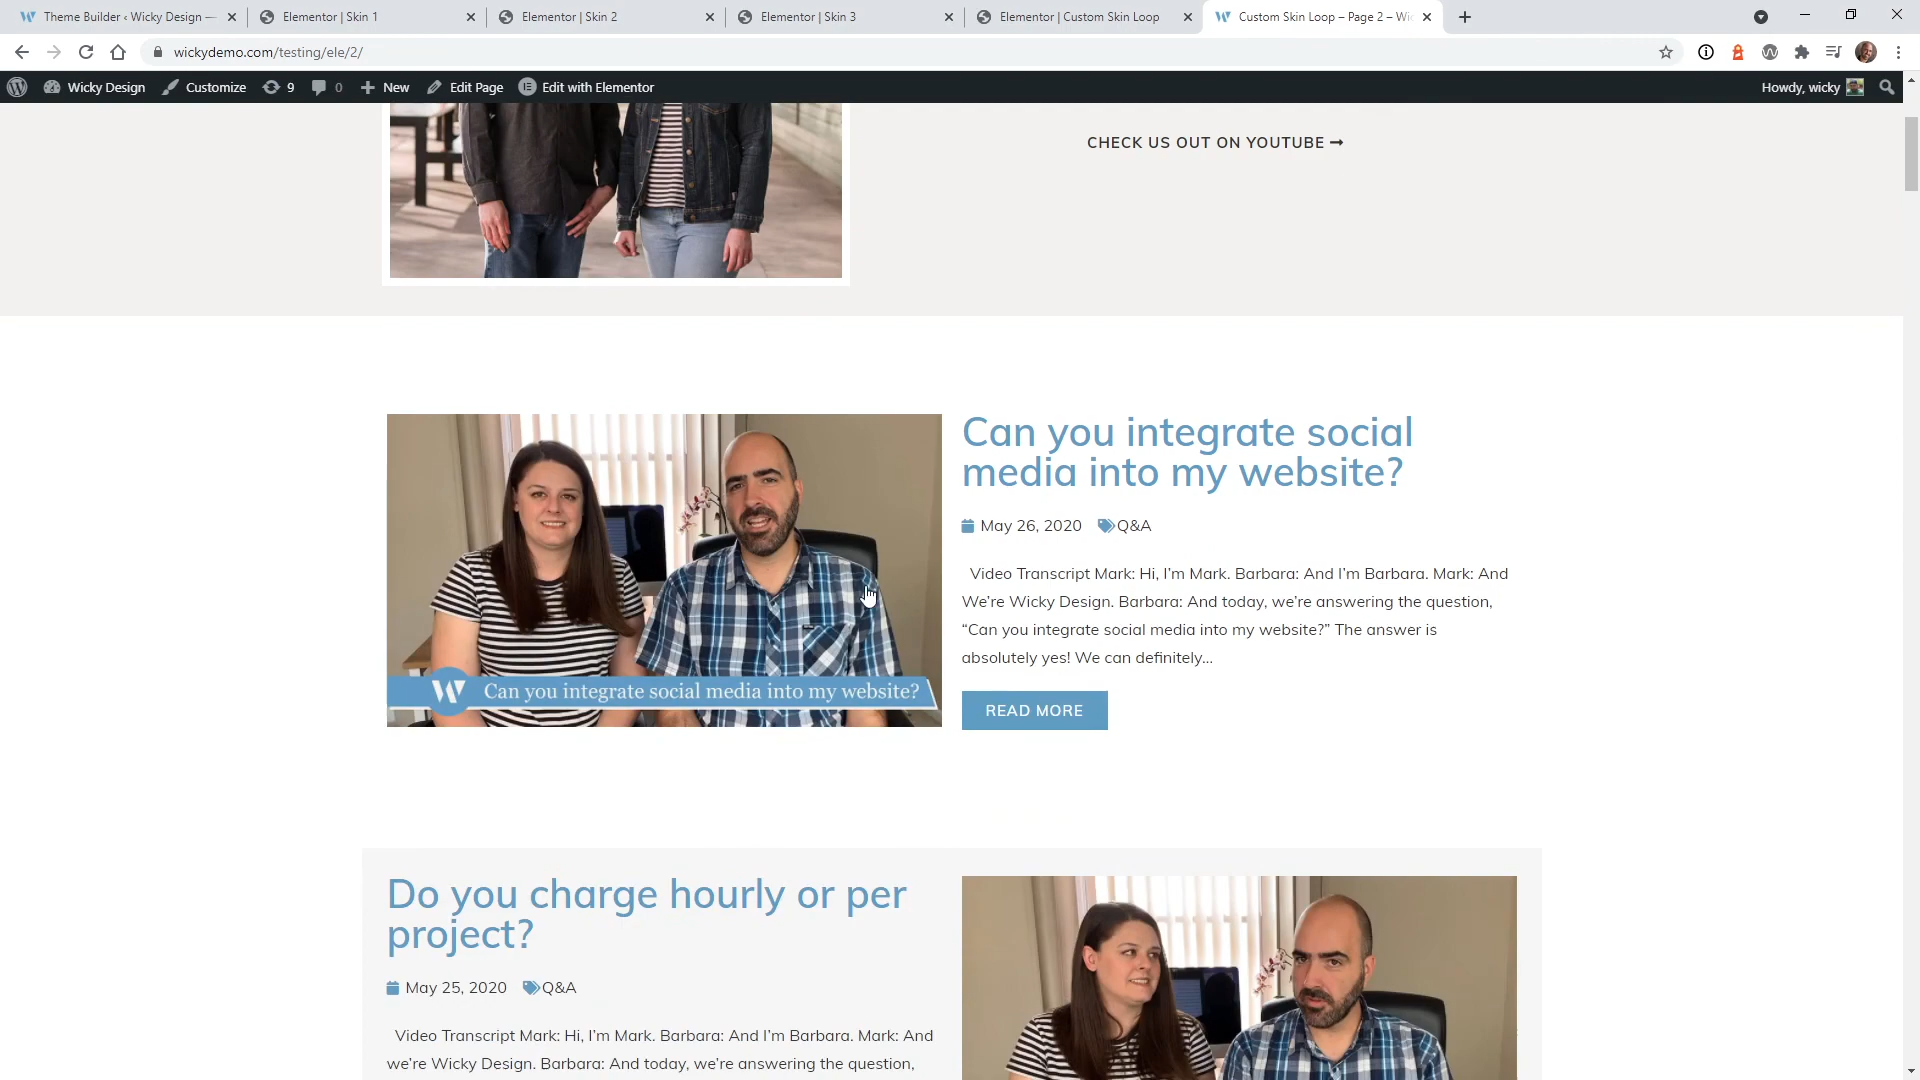 Theme Builder ‹ Wicky Design —
Elementor | Skin 1
Elementor | Skin 2
Elementor | Skin 3
Elementor | Custom Skin Loop
Custom Skin Loop – Page 2 – Wi
wickydemo.com/testing/ele/2/
Wicky Design
Customize
9
0
New
Edit Page
Edit with Elementor
Howdy, wicky
CHECK US OUT ON YOUTUBE
Can you integrate social media into my website?
Can you integrate social
media into my website?
May 26, 2020
Q&A
Video Transcript Mark: Hi, I’m Mark. Barbara: And I’m Barbara. Mark: And
We’re Wicky Design. Barbara: And today, we’re answering the question,
“Can you integrate social media into my website?” The answer is
absolutely yes! We can definitely…
READ MORE
Do you charge hourly or per
project?
May 25, 2020
Q&A
Video Transcript Mark: Hi, I’m Mark. Barbara: And I’m Barbara. Mark: And
we’re Wicky Design. Barbara: And today, we’re answering the question,